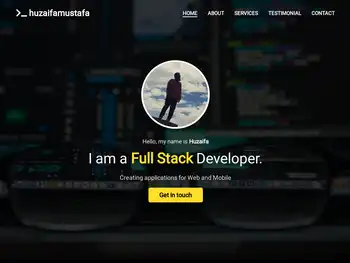 >_ huzaifamustafa
HOME ABOUT SERVICES TESTIMONIAL CONTACT
Hello, my name is Huzaifa
I am a Full Stack Developer.
Creating applications for Web and Mobile
Get in touch